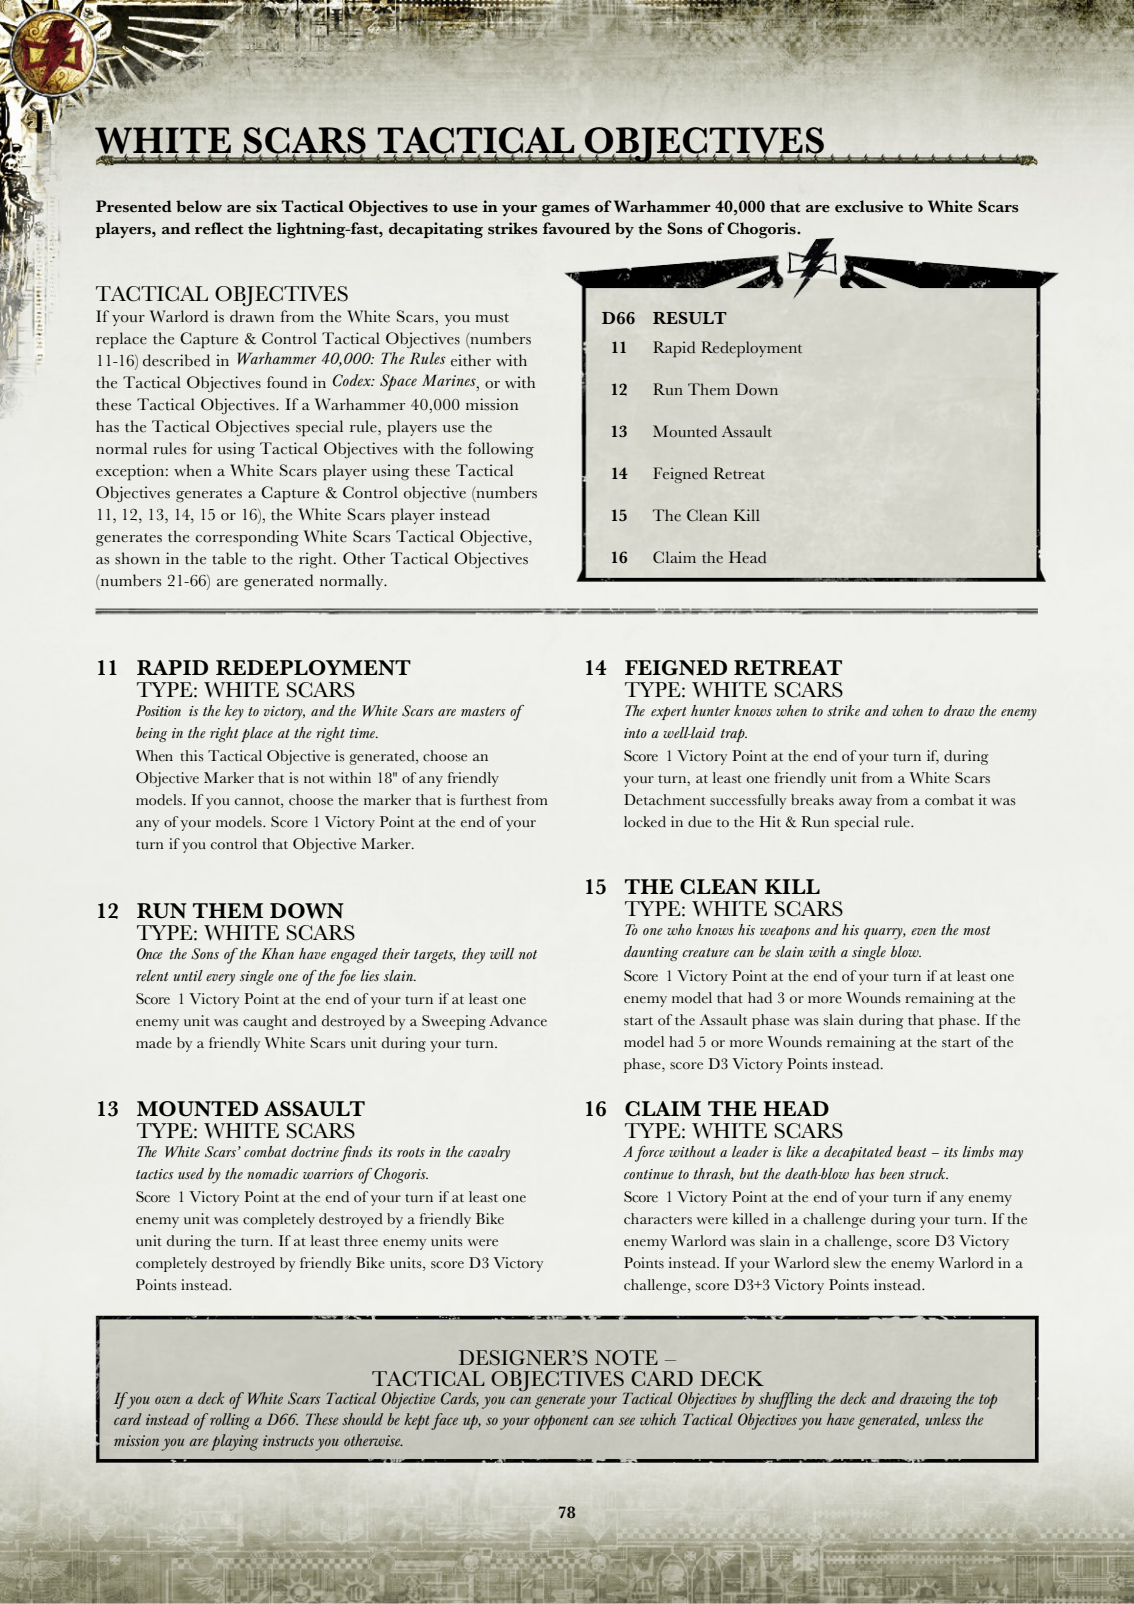 WHITE SCARS TACTICAL OBJECTIVES
Presented below are six Tactical Objectives to use in your games of Warhammer 40,000 that are exclusive to White Scars
players, and reflect the lightning-fast, decapitating strikes favoured by the Sons of Chogoris.
TACTICAL OBJECTIVES
If your Warlord is drawn from the White Scars, you must
replace the Capture & Control Tactical Objectives (numbers
11-16) described in Warhammer 40,000: The Rules either with
the Tactical Objectives found in Codex: Space Marines, or with
these Tactical Objectives. If a Warhammer 40,000 mission
has the Tactical Objectives special rule, players use the
normal rules for using Tactical Objectives with the following
exception: when a White Scars player using these Tactical
Objectives generates a Capture & Control objective (numbers
11, 12, 13, 14, 15 or 16), the White Scars player instead
generates the corresponding White Scars Tactical Objective,
as shown in the table to the right. Other Tactical Objectives
(numbers 21-66) are generated normally.
D66 RESULT
11 Rapid Redeployment
12 Run Them Down
13 Mounted Assault
14 Feigned Retreat
15 The Clean Kill
16 Claim the Head
11 RAPID REDEPLOYMENT
TYPE: WHITE SCARS
Position is the key to victory, and the White Scars are masters of
being in the right place at the right time.
When this Tactical Objective is generated, choose an
Objective Marker that is not within 18" of any friendly
models. If you cannot, choose the marker that is furthest from
any of your models. Score 1 Victory Point at the end of your
turn if you control that Objective Marker.
12 RUN THEM DOWN
TYPE: WHITE SCARS
Once the Sons of the Khan have engaged their targets, they will not
relent until every single one of the foe lies slain.
Score 1 Victory Point at the end of your turn if at least one
enemy unit was caught and destroyed by a Sweeping Advance
made by a friendly White Scars unit during your turn.
13 MOUNTED ASSAULT
TYPE: WHITE SCARS
The White Scars' combat doctrine finds its roots in the cavalry
tactics used by the nomadic warriors of Chogoris.
Score 1 Victory Point at the end of your turn if at least one
enemy unit was completely destroyed by a friendly Bike
unit during the turn. If at least three enemy units were
completely destroyed by friendly Bike units, score D3 Victory
Points instead.
14 FEIGNED RETREAT
TYPE: WHITE SCARS
The expert hunter knows when to strike and when to draw the enemy
into a well-laid trap.
Score 1 Victory Point at the end of your turn if, during
your turn, at least one friendly unit from a White Scars
Detachment successfully breaks away from a combat it was
locked in due to the Hit & Run special rule.
15 THE CLEAN KILL
TYPE: WHITE SCARS
To one who knows his weapons and his quarry, even the most
daunting creature can be slain with a single blow.
Score 1 Victory Point at the end of your turn if at least one
enemy model that had 3 or more Wounds remaining at the
start of the Assault phase was slain during that phase. If the
model had 5 or more Wounds remaining at the start of the
phase, score D3 Victory Points instead.
16 CLAIM THE HEAD
TYPE: WHITE SCARS
A force without a leader is like a decapitated beast – its limbs may
continue to thrash, but the death-blow has been struck.
Score 1 Victory Point at the end of your turn if any enemy
characters were killed in a challenge during your turn. If the
enemy Warlord was slain in a challenge, score D3 Victory
Points instead. If your Warlord slew the enemy Warlord in a
challenge, score D3+3 Victory Points instead.
DESIGNER'S NOTE –
TACTICAL OBJECTIVES CARD DECK
If you own a deck of White Scars Tactical Objective Cards, you can generate your Tactical Objectives by shuffling the deck and drawing the top
card instead of rolling a D66. These should be kept face up, so your opponent can see which Tactical Objectives you have generated, unless the
mission you are playing instructs you otherwise.
78